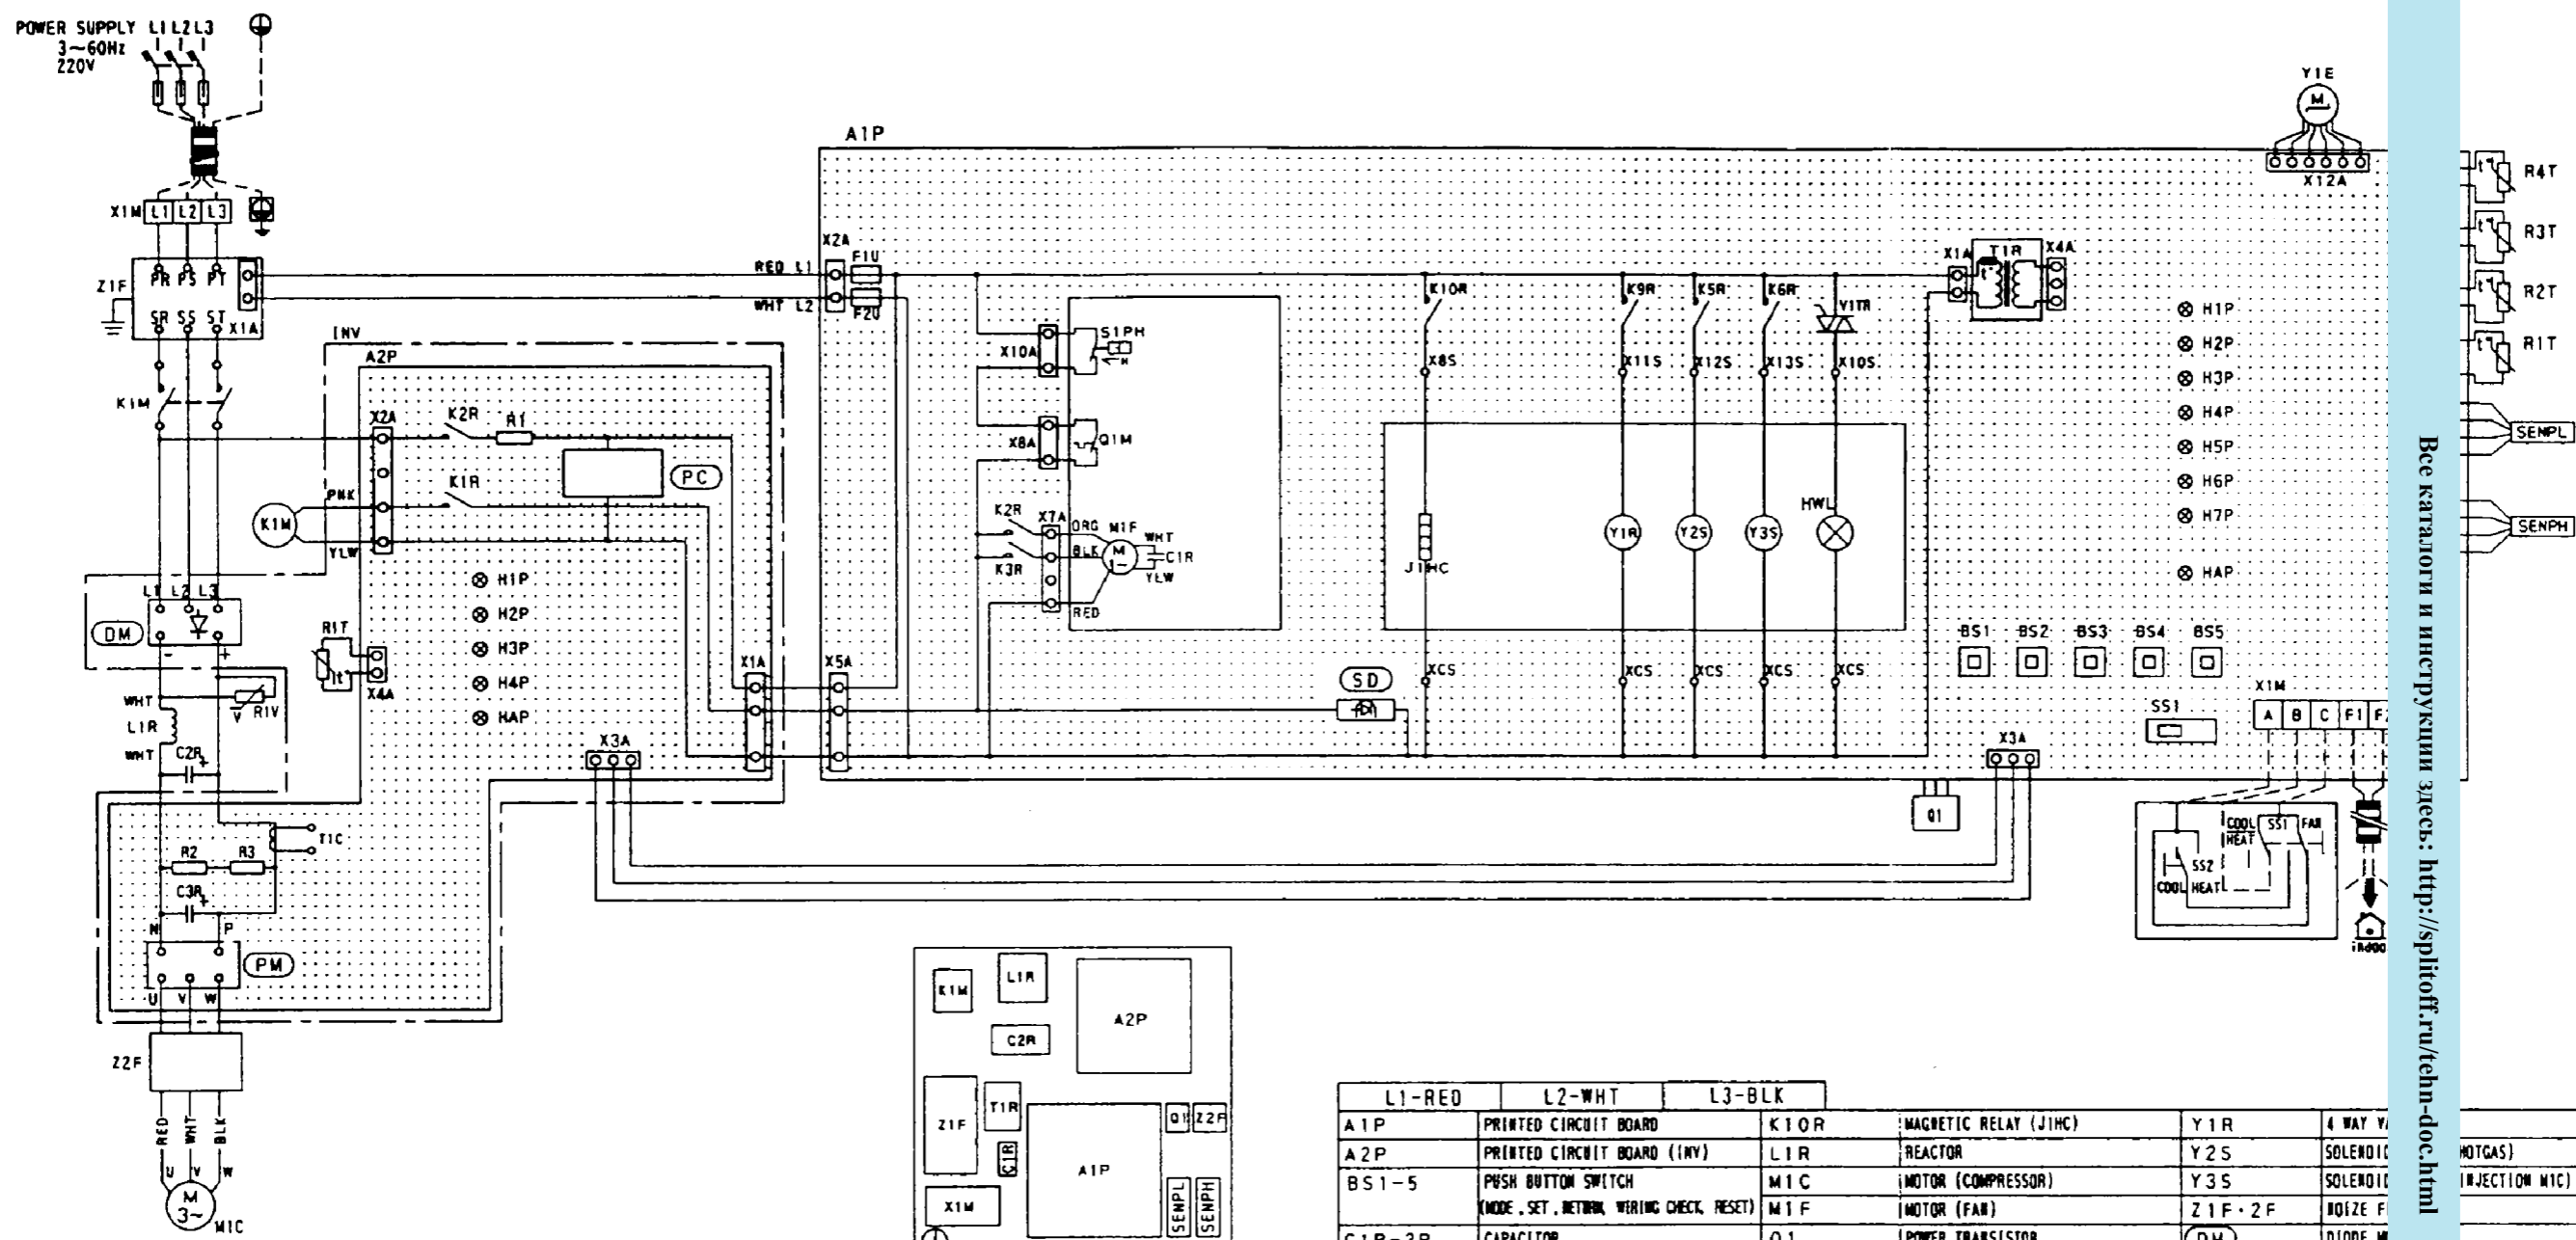 POWER SUPPLY L1 L2 L3
3~60Hz
220V
Y1E
M
X12A
A1P
R4T
R3T
R2T
R1T
SENPL
SENPH
X1M L1 L2 L3
Z1F
PR PS PT
SR SS ST
X1A
RED L1
WHT L2
X2A
F1U
F2U
INV
A2P
K1M
X2A
K2R
R1
K1R
PC
K1M
PNK
YLW
H1P
H2P
H3P
H4P
HAP
L1 L2 L3
DM
-
+
R1T
t°
X4A
WHT
R1V
V
L1R
WHT
C2R
+
T1C
R2
R3
C3R
+
N
P
PM
U
V
W
Z2F
RED
WHT
BLK
U
V
W
M
3~
M1C
X1A
X5A
X3A
X10A
S1PH
X8A
Q1M
K2R
K3R
X7A
ORG
M1F
BLK
WHT
C1R
YLW
RED
M
1~
SD
K10R
K9R
K5R
K6R
V1TR
X8S
X11S
X12S
X13S
X10S
J1HC
Y1R
Y2S
Y3S
HWL
XCS
XCS
XCS
XCS
XCS
X1A
T1R
X4A
H1P
H2P
H3P
H4P
H5P
H6P
H7P
HAP
BS1 BS2 BS3 BS4 BS5
SS1
X1M
A B C F1
X3A
Q1
COOL
HEAT
SS1
FAN
SS2
COOL
HEAT
K1M
L1R
A2P
C2R
Z1F
T1R
C1R
A1P
Q1
Z2F
X1M
SENPL
SENPH
L1-RED L2-WHT L3-BLK
A1P PRINTED CIRCUIT BOARD K10R MAGNETIC RELAY (J1HC) Y1R 4 WAY
A2P PRINTED CIRCUIT BOARD (INV) L1R REACTOR Y2S HOTGAS)
BS1-5 PUSH BUTTON SWITCH M1C MOTOR (COMPRESSOR) Y3S INJECTION M1C)
(MODE, SET, RETURN, WIRING CHECK, RESET) M1F MOTOR (FAN) Z1F·2F NOIZE
CAPACITOR Q1 POWER TRANSISTOR DM DIODE
Все каталоги и инструкции здесь: http://splitoff.ru/tehn-doc.html